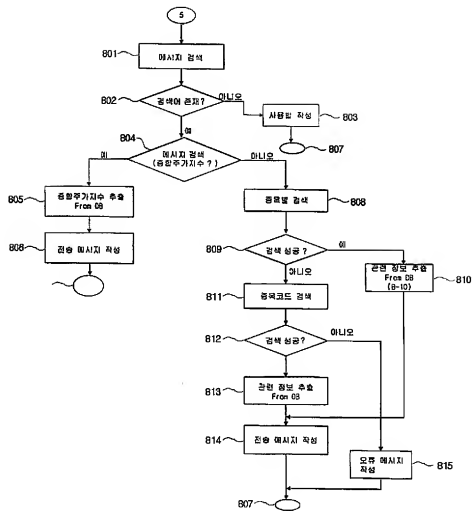 5
801
메시지 검색
802
검색어 존재?
아니오
사용법 작성
803
807
예
804
메시지 검색
(종합주가지수?)
예
아니오
805
종합주가지수 추출
From DB
806
전송 메시지 작성
종목별 검색
808
809
검색 성공?
예
아니오
관련 정보 추출
From DB
(8-10)
810
811
종목코드 검색
812
검색 성공?
아니오
813
관련 정보 추출
From DB
814
전송 메시지 작성
오류 메시지
작성
815
807